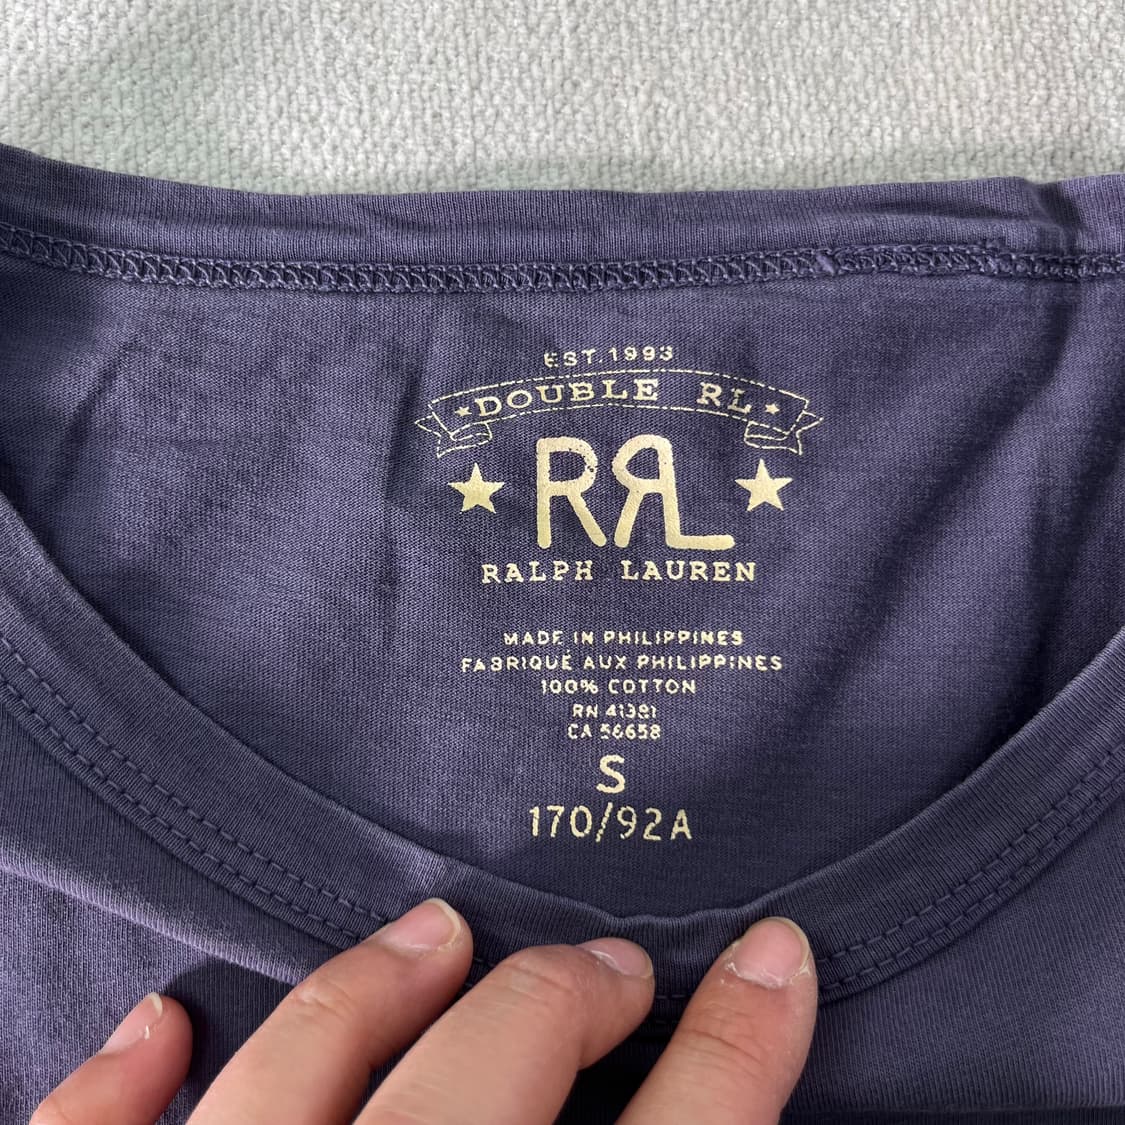 EST.1993
★DOUBLE RL★
RRL
RALPH LAUREN
MADE IN PHILIPPINES
FABRIQUÉ AUX PHILIPPINES
100% COTTON
RN 41381
CA 56658
S
170/92A